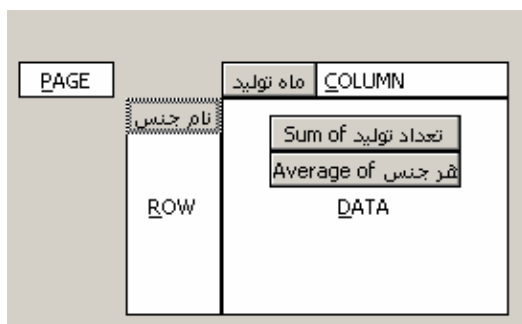 PAGE
ماه تولید
COLUMN
نام جنس
Sum of تعداد تولید
Average of هر جنس
ROW
DATA